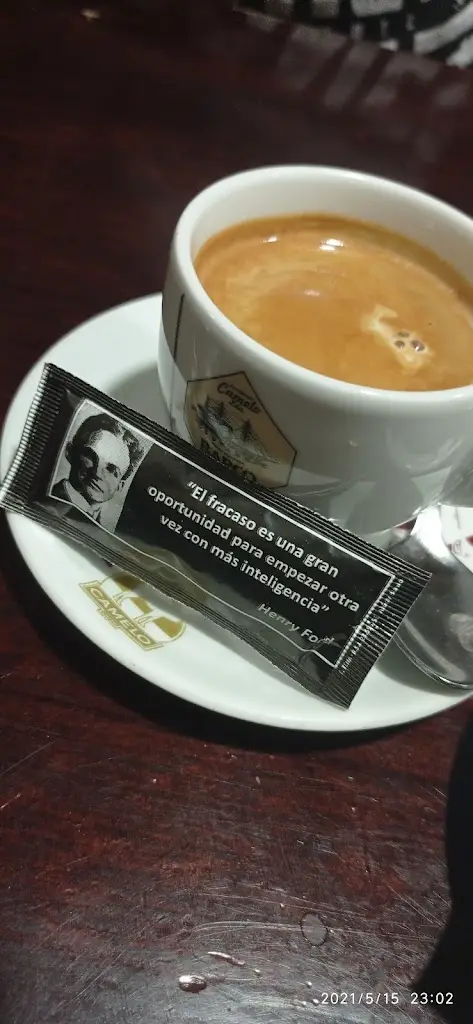 Camelo
"El fracaso es una gran
oportunidad para empezar otra
vez con más inteligencia"
Henry
CAMELO
2021/5/15 23:02